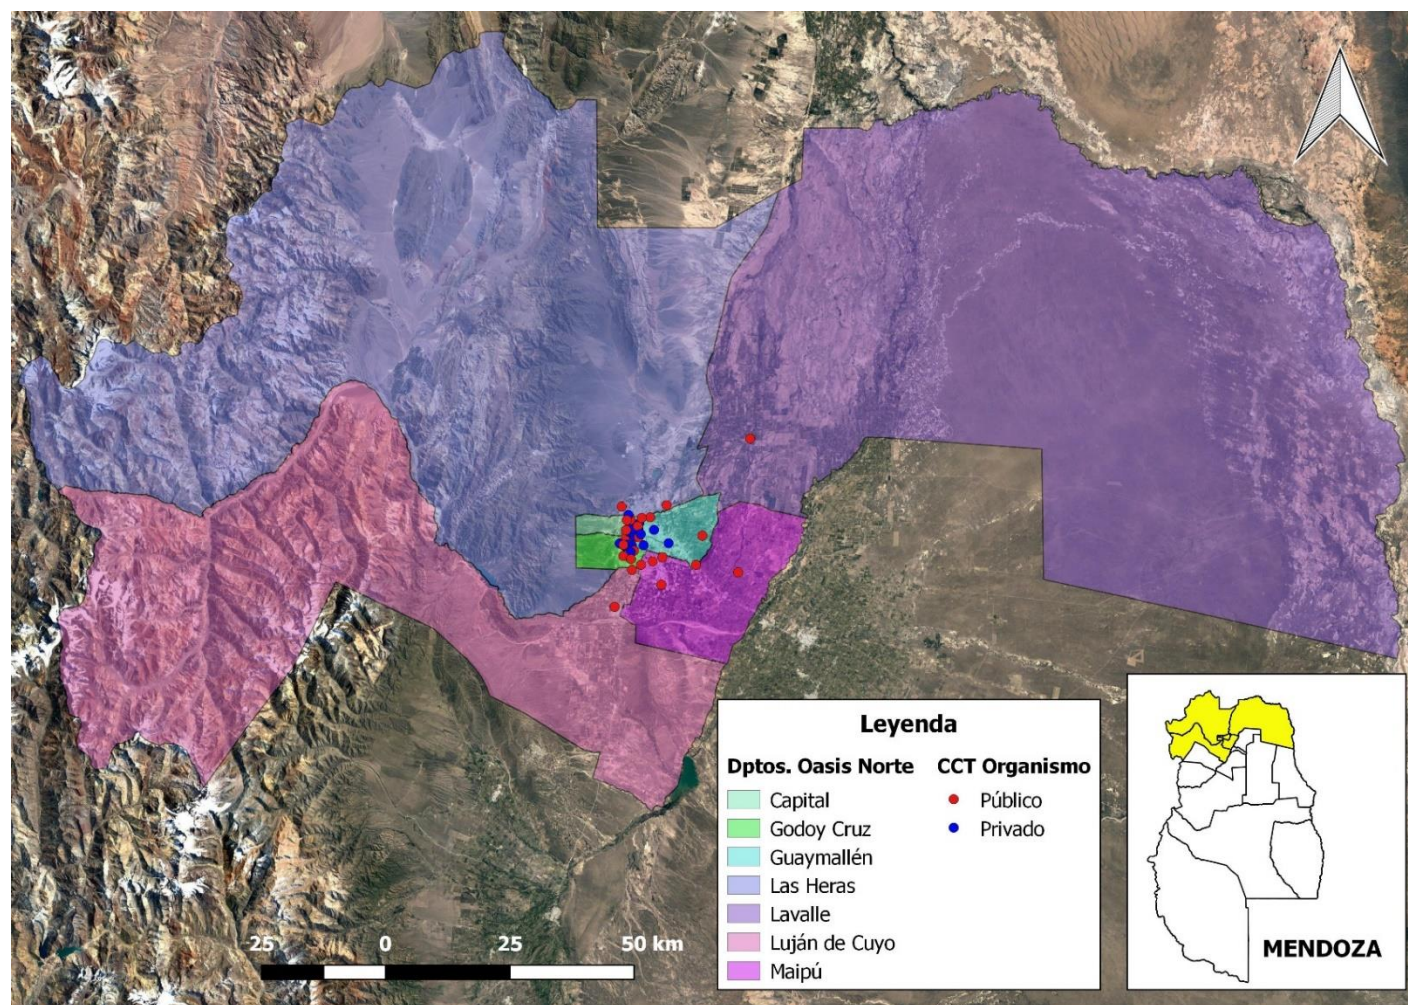 Leyenda
Dptos. Oasis Norte
Capital
Godoy Cruz
Guaymallén
Las Heras
Lavalle
Luján de Cuyo
Maipú
CCT Organismo
Público
Privado
25 0 25 50 km
MENDOZA